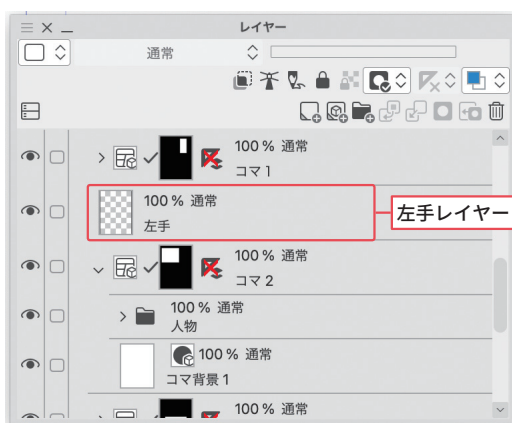 レイヤー
通常
100 % 通常
コマ 1
100 % 通常
左手
左手レイヤー
100 % 通常
コマ 2
100 % 通常
人物
100 % 通常
コマ背景 1
100 % 通常